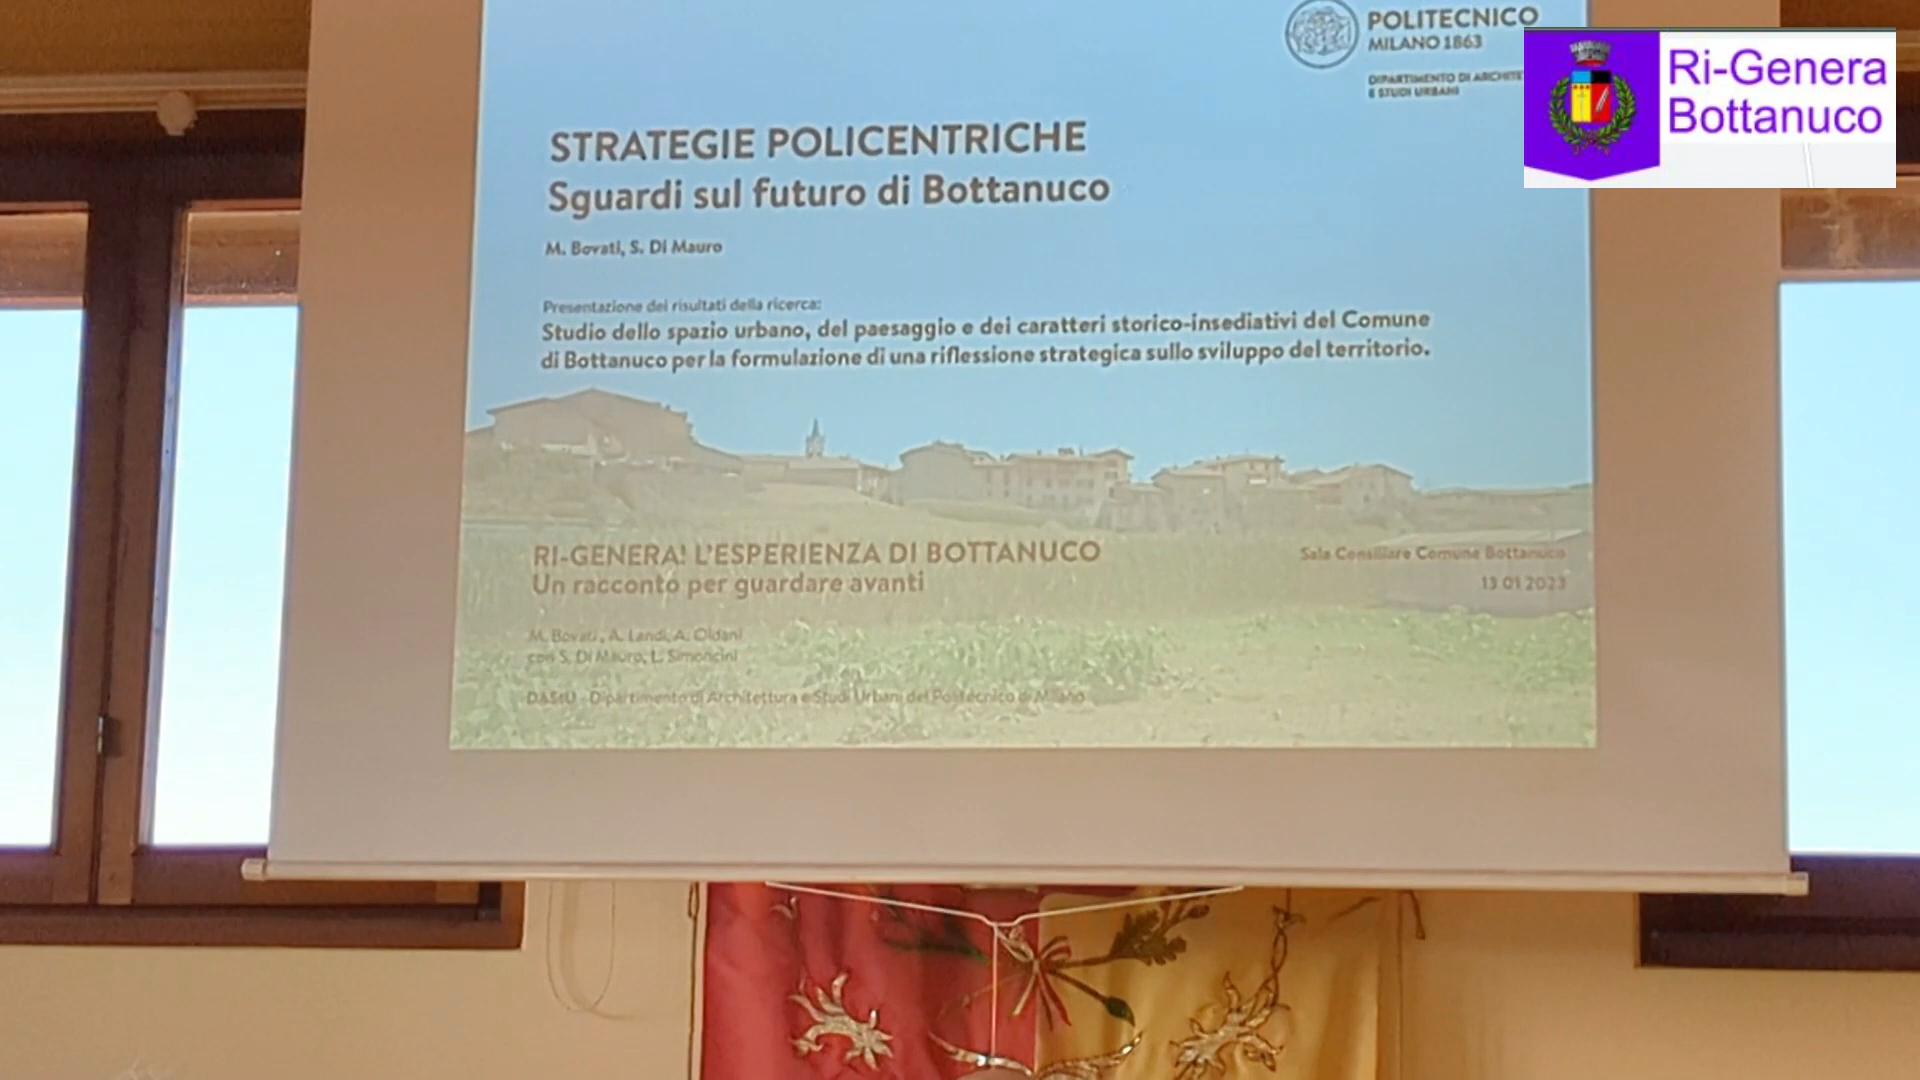 POLITECNICO
MILANO 1863
DIPARTIMENTO DI ARCHITE
E STUDI URBANI
Ri-Genera
Bottanuco
STRATEGIE POLICENTRICHE
Sguardi sul futuro di Bottanuco
M. Bovati, S. Di Mauro
Presentazione dei risultati della ricerca:
Studio dello spazio urbano, del paesaggio e dei caratteri storico-insediativi del Comune
di Bottanuco per la formulazione di una riflessione strategica sullo sviluppo del territorio.
RI-GENERA! L'ESPERIENZA DI BOTTANUCO
Un racconto per guardare avanti
Sala Consiliare Comune Bottanuco
13 01 2023
M. Bovati, A. Landi, A. Oldani
con S. Di Mauro, L. Simoncini
DAStU - Dipartimento di Architettura e Studi Urbani del Politecnico di Milano